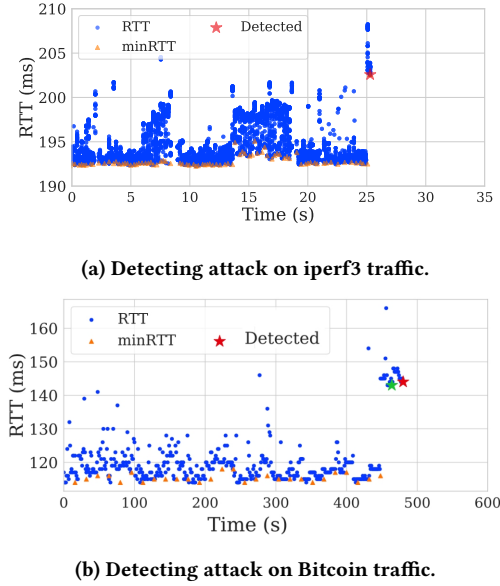 210
205
200
195
190
RTT (ms)
RTT
Detected
minRTT
0
5
10
15
20
25
30
35
Time (s)
(a) Detecting attack on iperf3 traffic.
160
150
140
130
120
RTT (ms)
RTT
minRTT
Detected
0
100
200
300
400
500
600
Time (s)
(b) Detecting attack on Bitcoin traffic.